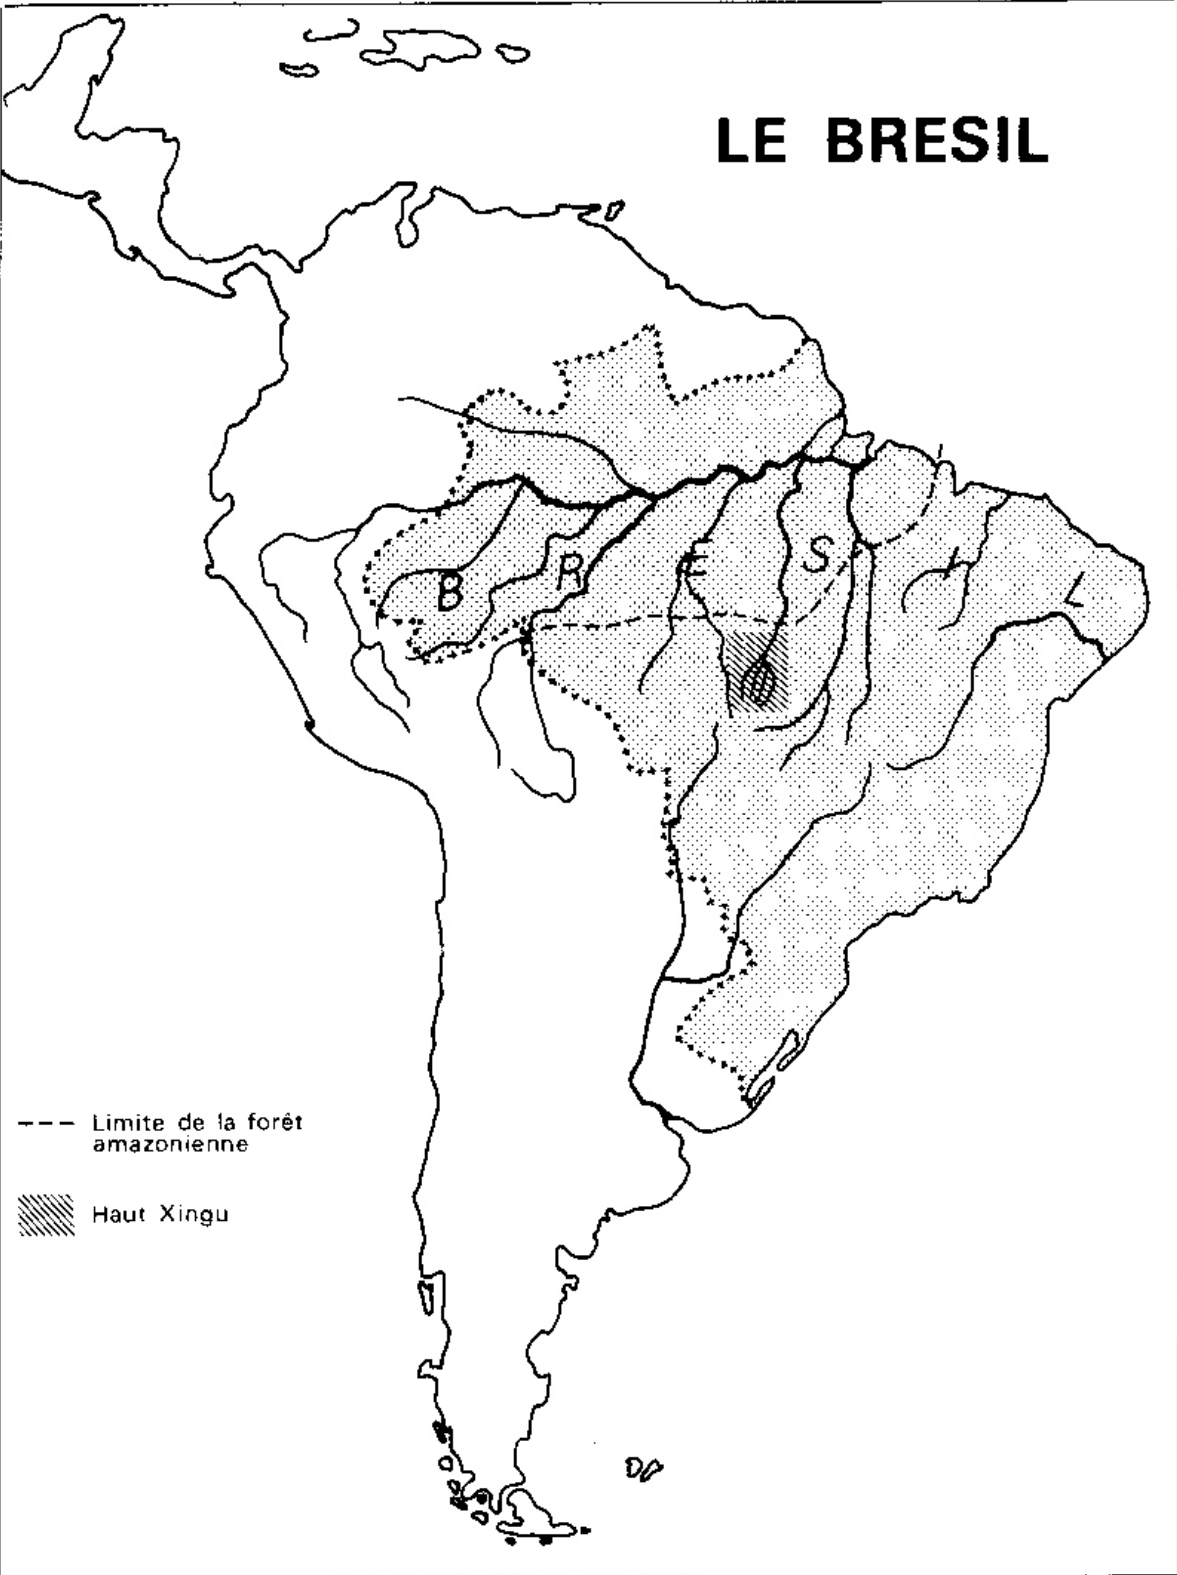 LE BRESIL
B R E S I L
Limite de la forêt
amazonienne
Haut Xingu